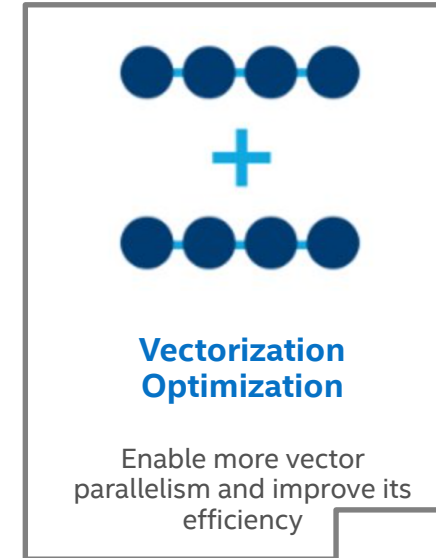 Vectorization
Optimization
Enable more vector
parallelism and improve its
efficiency